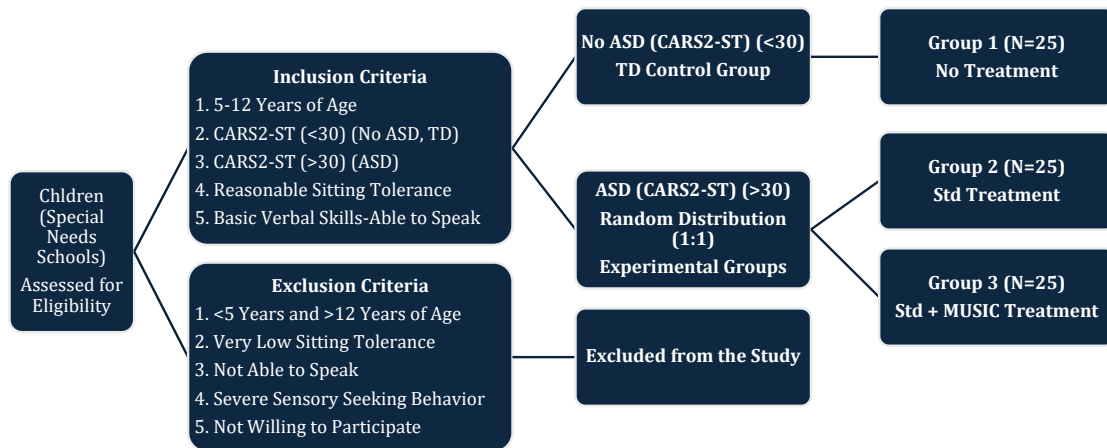 Chldren
(Special
Needs
Schools)
Assessed for
Eligibility
Inclusion Criteria
1. 5-12 Years of Age
2. CARS2-ST (<30) (No ASD, TD)
3. CARS2-ST (>30) (ASD)
4. Reasonable Sitting Tolerance
5. Basic Verbal Skills-Able to Speak
Exclusion Criteria
1. <5 Years and >12 Years of Age
2. Very Low Sitting Tolerance
3. Not Able to Speak
4. Severe Sensory Seeking Behavior
5. Not Willing to Participate
No ASD (CARS2-ST) (<30)
TD Control Group
ASD (CARS2-ST) (>30)
Random Distribution
(1:1)
Experimental Groups
Excluded from the Study
Group 1 (N=25)
No Treatment
Group 2 (N=25)
Std Treatment
Group 3 (N=25)
Std + MUSIC Treatment